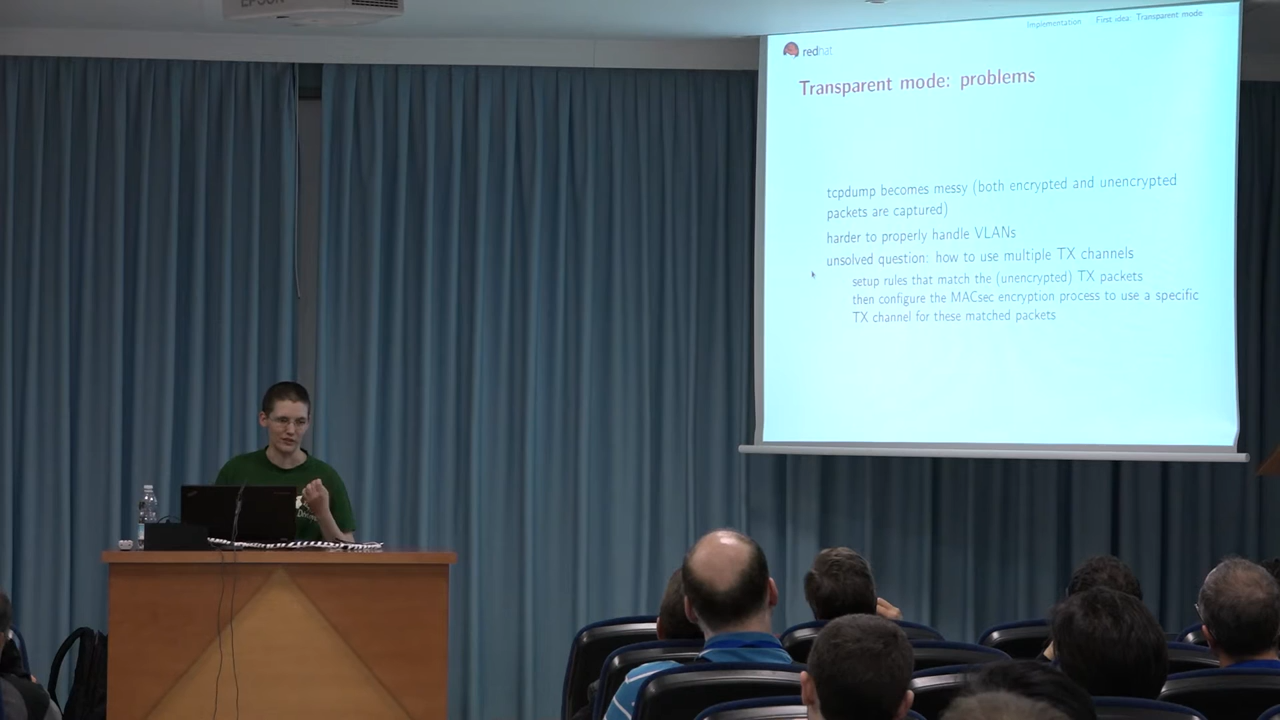 EPSON
Implementation First idea: Transparent mode
redhat
Transparent mode: problems
tcpdump becomes messy (both encrypted and unencrypted
packets are captured)
harder to properly handle VLANs
unsolved question: how to use multiple TX channels
setup rules that match the (unencrypted) TX packets
then configure the MACsec encryption process to use a specific
TX channel for these matched packets